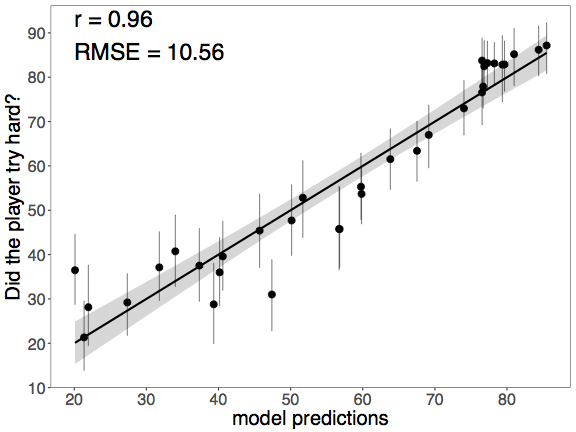 r = 0.96
RMSE = 10.56
Did the player try hard?
90
80
70
60
50
40
30
20
10
20 30 40 50 60 70 80
model predictions